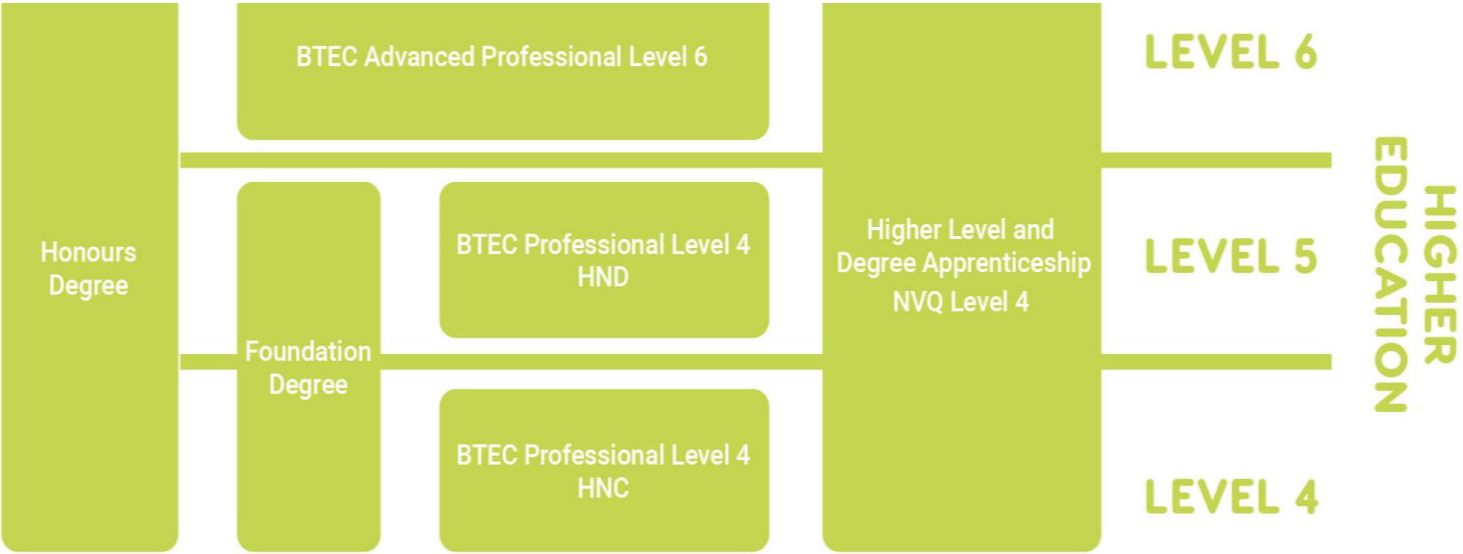 BTEC Advanced Professional Level 6
LEVEL 6
Honours
Degree
Foundation
Degree
BTEC Professional Level 4
HND
Higher Level and
Degree Apprenticeship
NVQ Level 4
LEVEL 5
BTEC Professional Level 4
HNC
LEVEL 4
HIGHER
EDUCATION